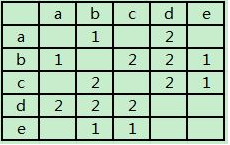 a b c d e
a 1 2
b 1 2 2 1
c 2 2 1
d 2 2 2
e 1 1